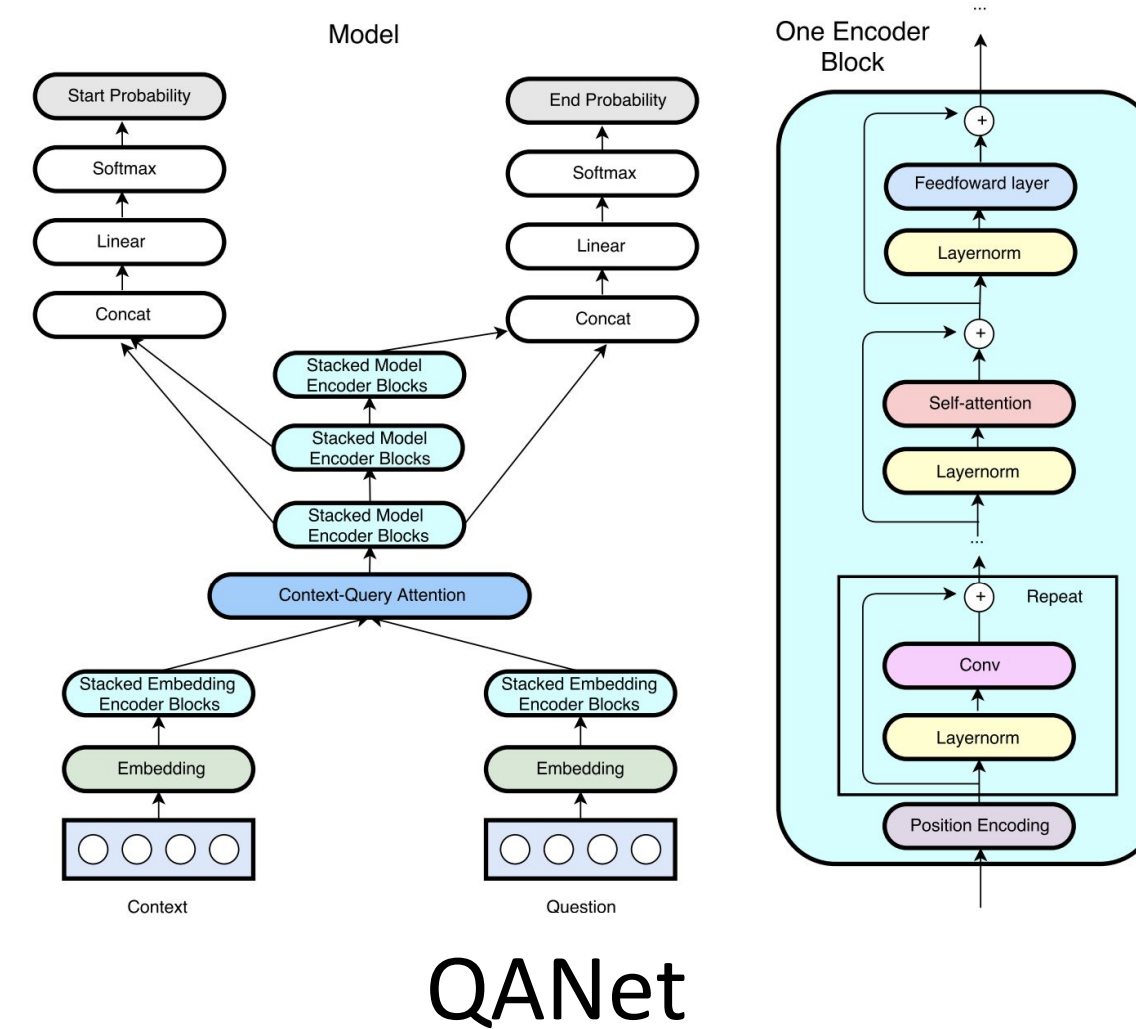 Model
Start Probability
Softmax
Linear
Concat
End Probability
Softmax
Linear
Concat
Stacked Model
Encoder Blocks
Stacked Model
Encoder Blocks
Stacked Model
Encoder Blocks
Context-Query Attention
Stacked Embedding
Encoder Blocks
Stacked Embedding
Encoder Blocks
Embedding
Embedding
Context
Question
One Encoder
Block
...
+
Feedfoward layer
Layernorm
+
Self-attention
Layernorm
...
+
Repeat
Conv
Layernorm
Position Encoding
QANet